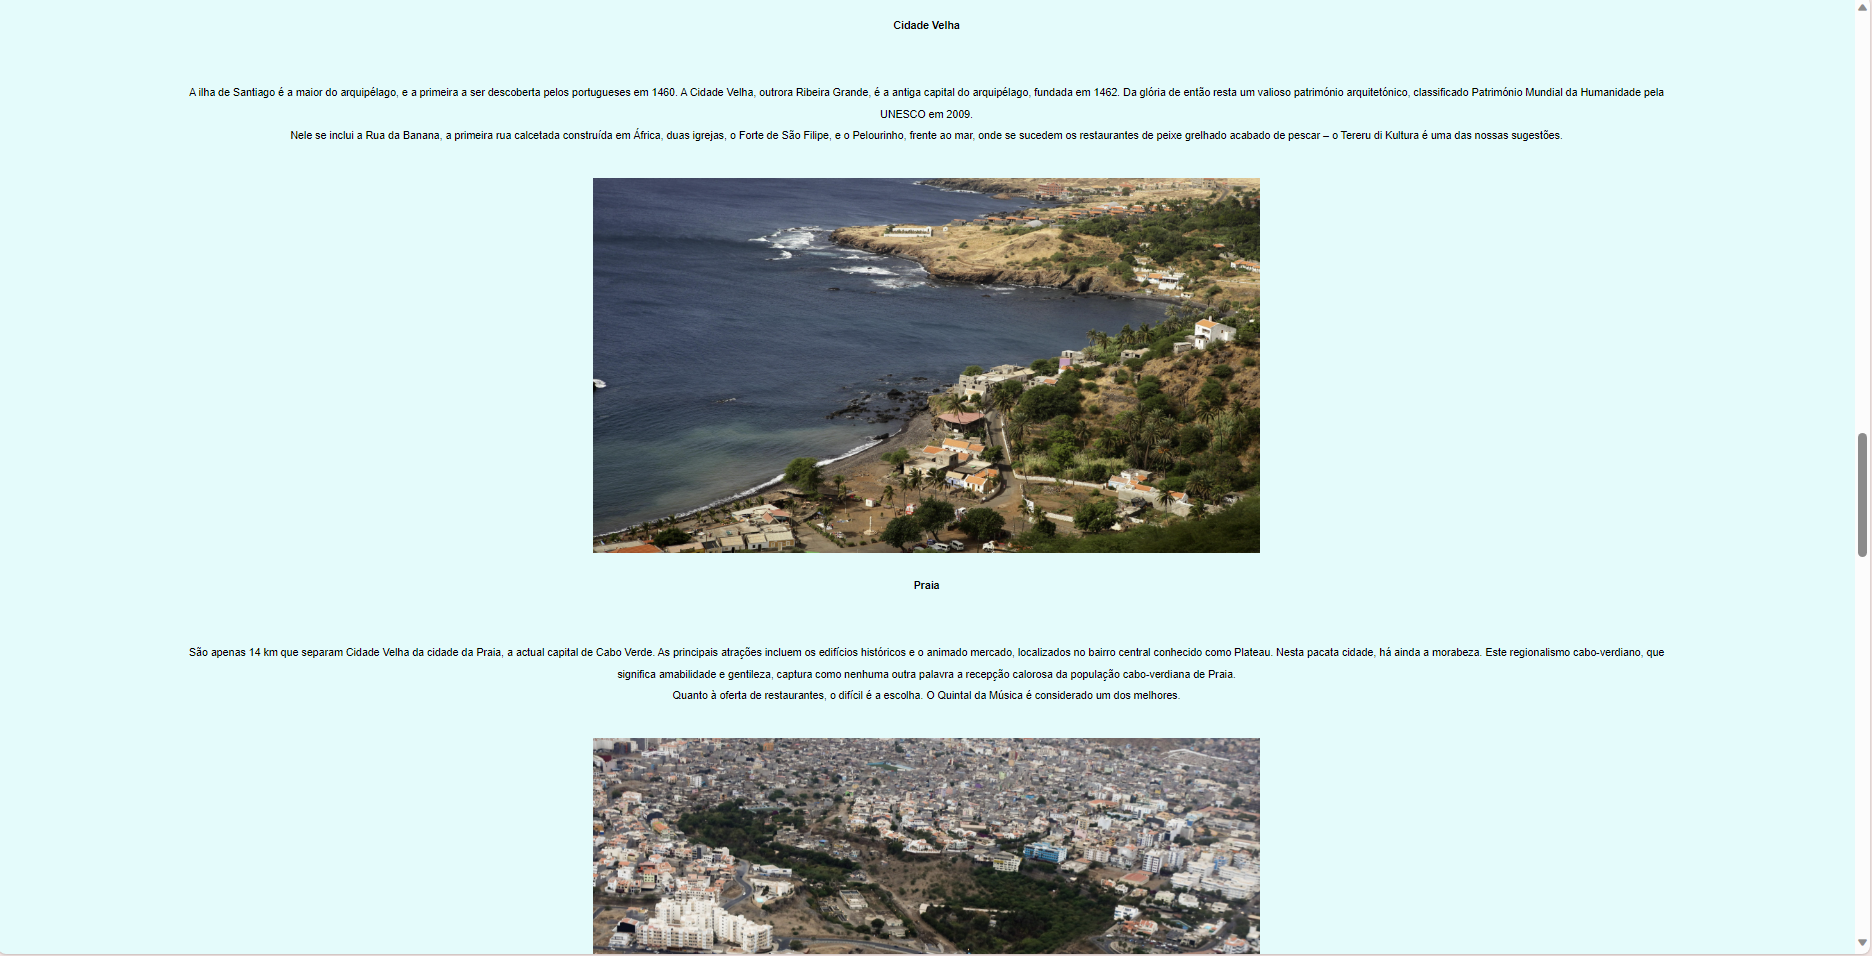 Cidade Velha
A ilha de Santiago é a maior do arquipélago, e a primeira a ser descoberta pelos portugueses em 1460. A Cidade Velha, outrora Ribeira Grande, é a antiga capital do arquipélago, fundada em 1462. Da glória de então resta um valioso património arquitetónico, classificado Património Mundial da Humanidade pela
UNESCO em 2009.
Nele se inclui a Rua da Banana, a primeira rua calcetada construída em África, duas igrejas, o Forte de São Filipe, e o Pelourinho, frente ao mar, onde se sucedem os restaurantes de peixe grelhado acabado de pescar – o Tereru di Kultura é uma das nossas sugestões.
Praia
São apenas 14 km que separam Cidade Velha da cidade da Praia, a actual capital de Cabo Verde. As principais atrações incluem os edifícios históricos e o animado mercado, localizados no bairro central conhecido como Plateau. Nesta pacata cidade, há ainda a morabeza. Este regionalismo cabo-verdiano, que
significa amabilidade e gentileza, captura como nenhuma outra palavra a recepção calorosa da população cabo-verdiana de Praia.
Quanto à oferta de restaurantes, o difícil é a escolha. O Quintal da Música é considerado um dos melhores.